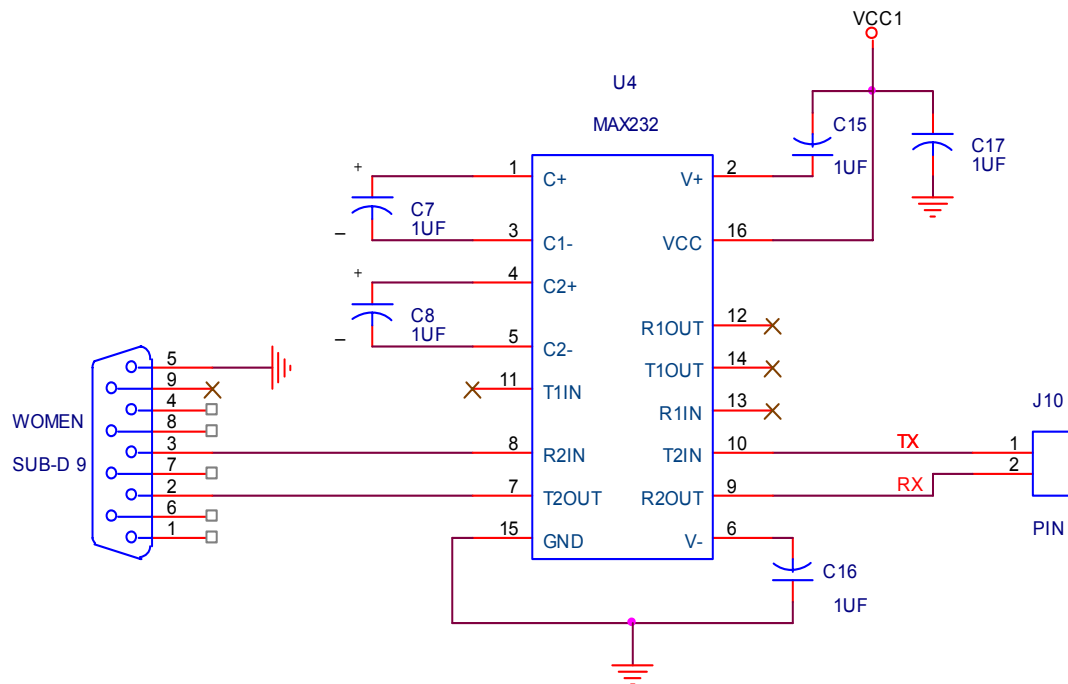 VCC1
U4
MAX232
C15
1UF
C17
1UF
+
C7
1UF
–
+
C8
1UF
–
1 C+
3 C1-
4 C2+
5 C2-
11 T1IN
8 R2IN
7 T2OUT
15 GND
V+ 2
VCC 16
R1OUT 12
T1OUT 14
R1IN 13
T2IN 10
R2OUT 9
V- 6
WOMEN
SUB-D 9
5
9
4
8
3
7
2
6
1
TX
RX
J10
1
2
PIN
C16
1UF